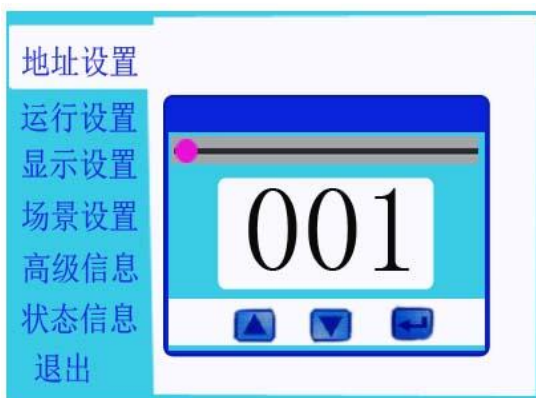 地址设置
运行设置
显示设置
场景设置
高级信息
状态信息
退出
001